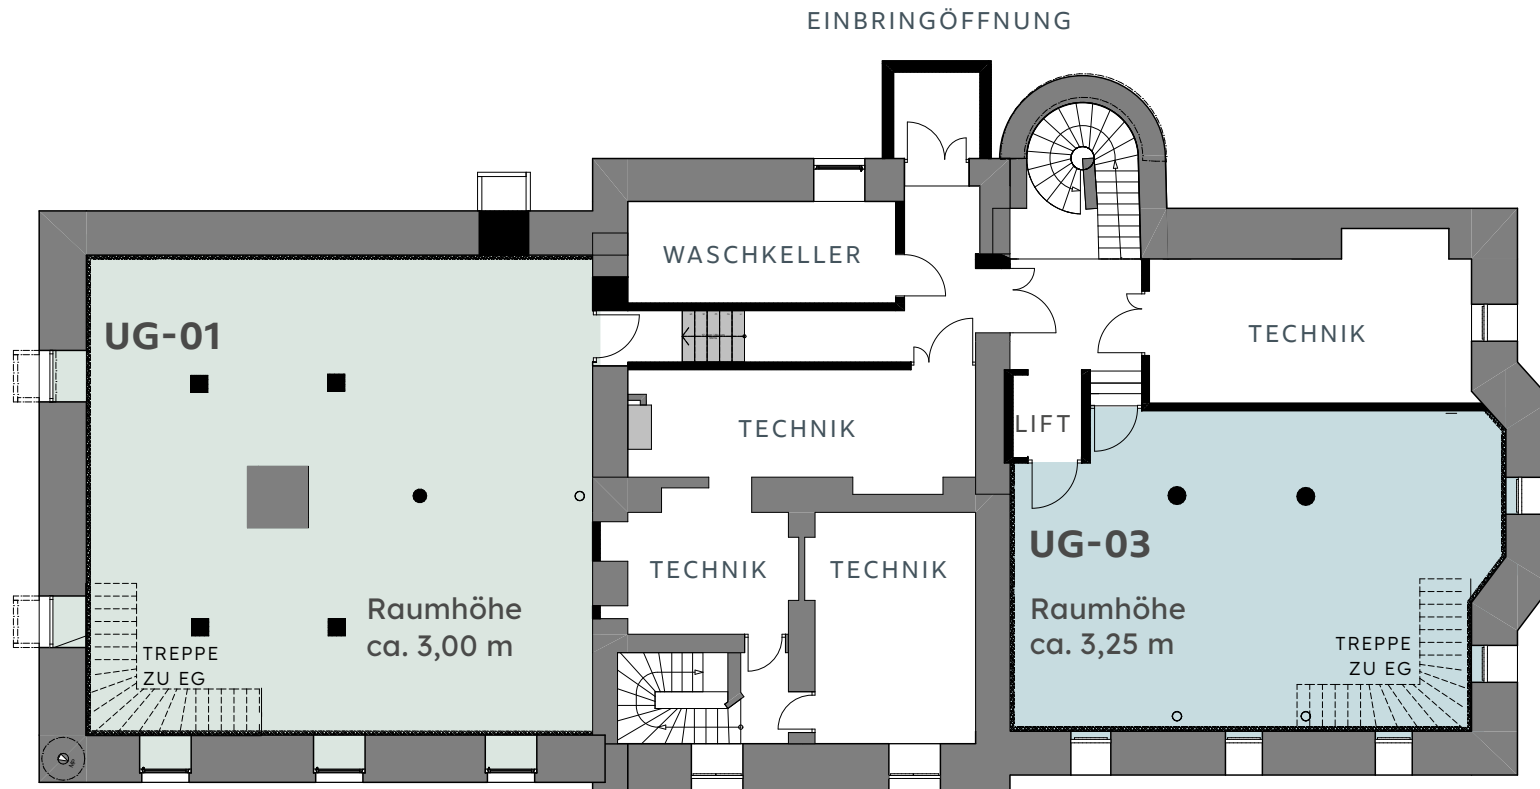 EINBRINGÖFFNUNG
WASCHKELLER
UG-01
TECHNIK
LIFT
TECHNIK
UG-03
TECHNIK
TECHNIK
Raumhöhe
ca. 3,00 m
Raumhöhe
ca. 3,25 m
TREPPE
ZU EG
TREPPE
ZU EG